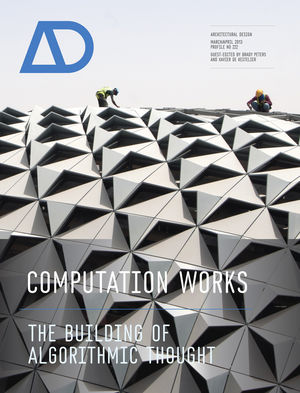 AD
ARCHITECTURAL DESIGN
MARCH/APRIL 2013
PROFILE NO 222
GUEST-EDITED BY BRADY PETERS
AND XAVIER DE KESTELIER
COMPUTATION WORKS
THE BUILDING OF
ALGORITHMIC THOUGHT